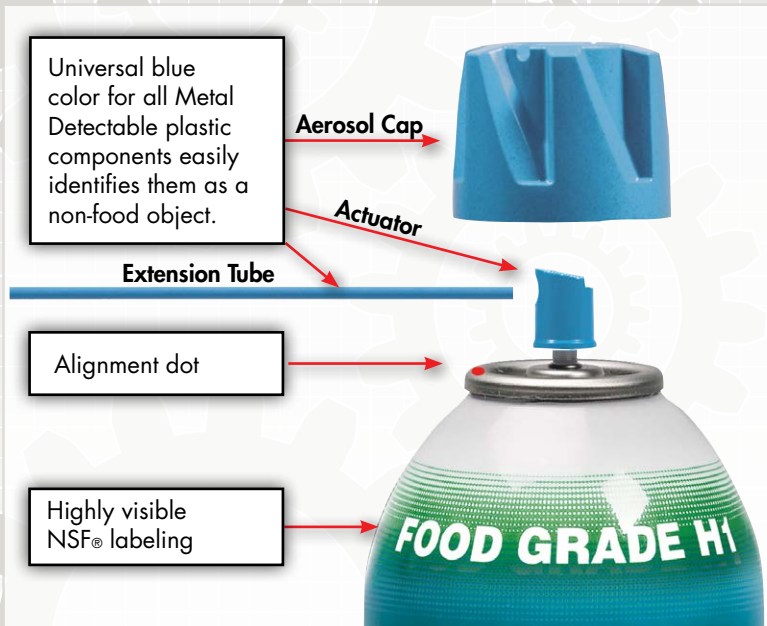 Universal blue
color for all Metal
Detectable plastic
components easily
identifies them as a
non-food object.
Aerosol Cap
Actuator
Extension Tube
Alignment dot
Highly visible
NSF® labeling
FOOD GRADE H1